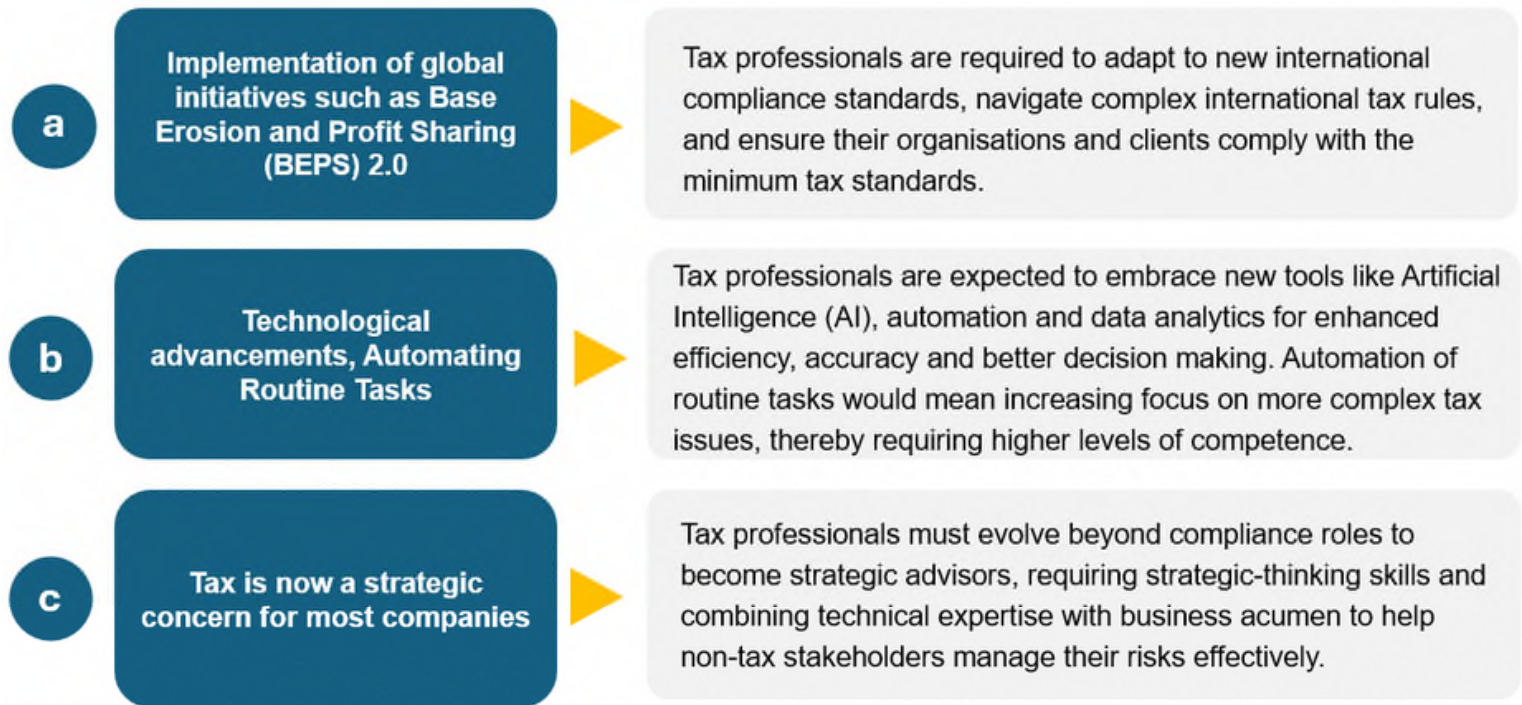 a
Implementation of global
initiatives such as Base
Erosion and Profit Sharing
(BEPS) 2.0
Tax professionals are required to adapt to new international
compliance standards, navigate complex international tax rules,
and ensure their organisations and clients comply with the
minimum tax standards.
b
Technological
advancements, Automating
Routine Tasks
Tax professionals are expected to embrace new tools like Artificial
Intelligence (AI), automation and data analytics for enhanced
efficiency, accuracy and better decision making. Automation of
routine tasks would mean increasing focus on more complex tax
issues, thereby requiring higher levels of competence.
c
Tax is now a strategic
concern for most companies
Tax professionals must evolve beyond compliance roles to
become strategic advisors, requiring strategic-thinking skills and
combining technical expertise with business acumen to help
non-tax stakeholders manage their risks effectively.